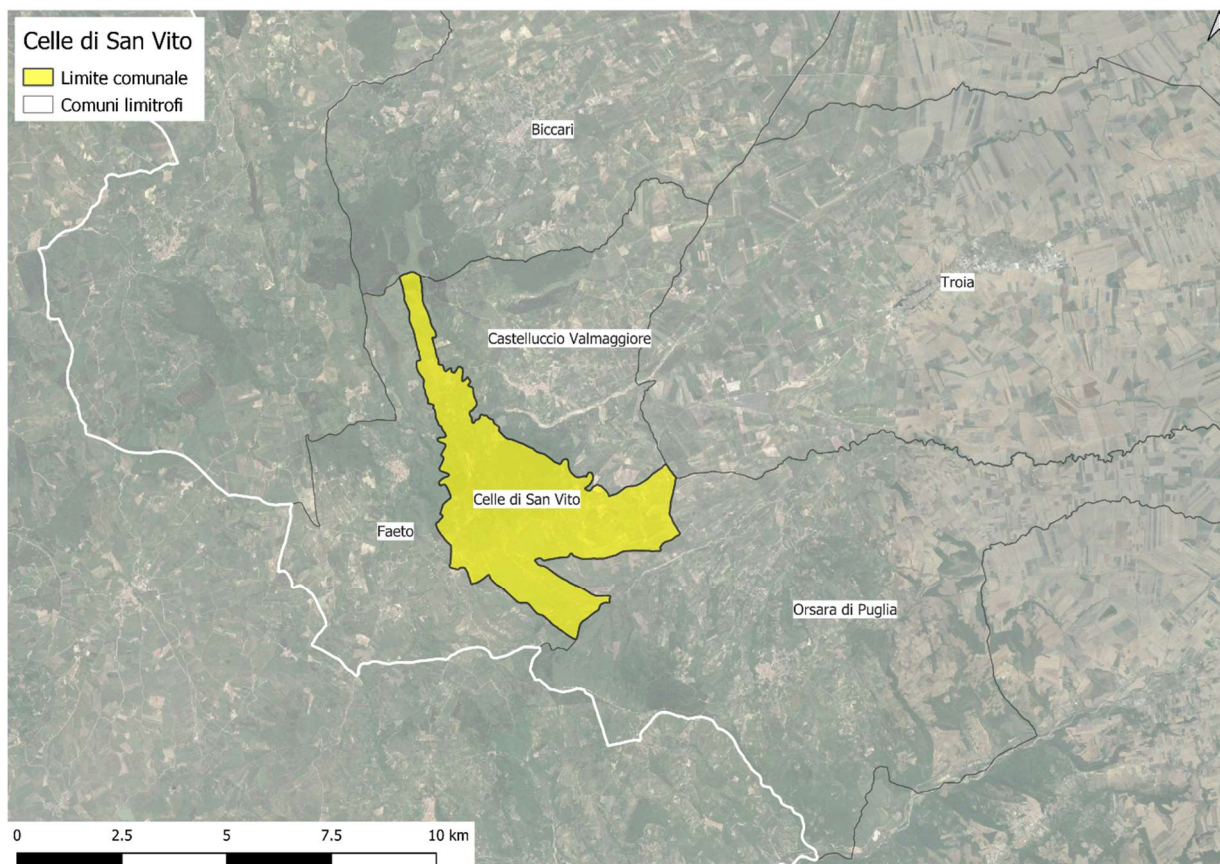 Celle di San Vito
Limite comunale
Comuni limitrofi
Biccari
Troia
Castelluccio Valmaggiore
Celle di San Vito
Faeto
Orsara di Puglia
0 2.5 5 7.5 10 km